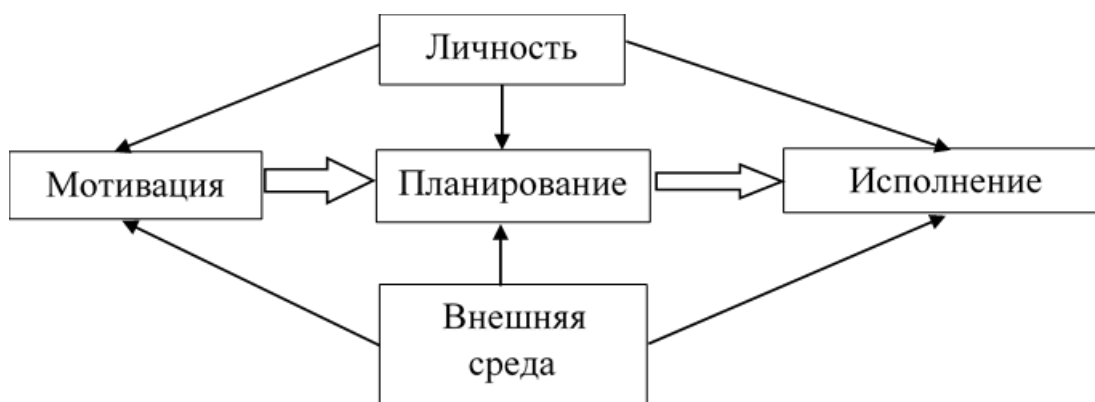 Личность
Мотивация
Планирование
Исполнение
Внешняя
среда